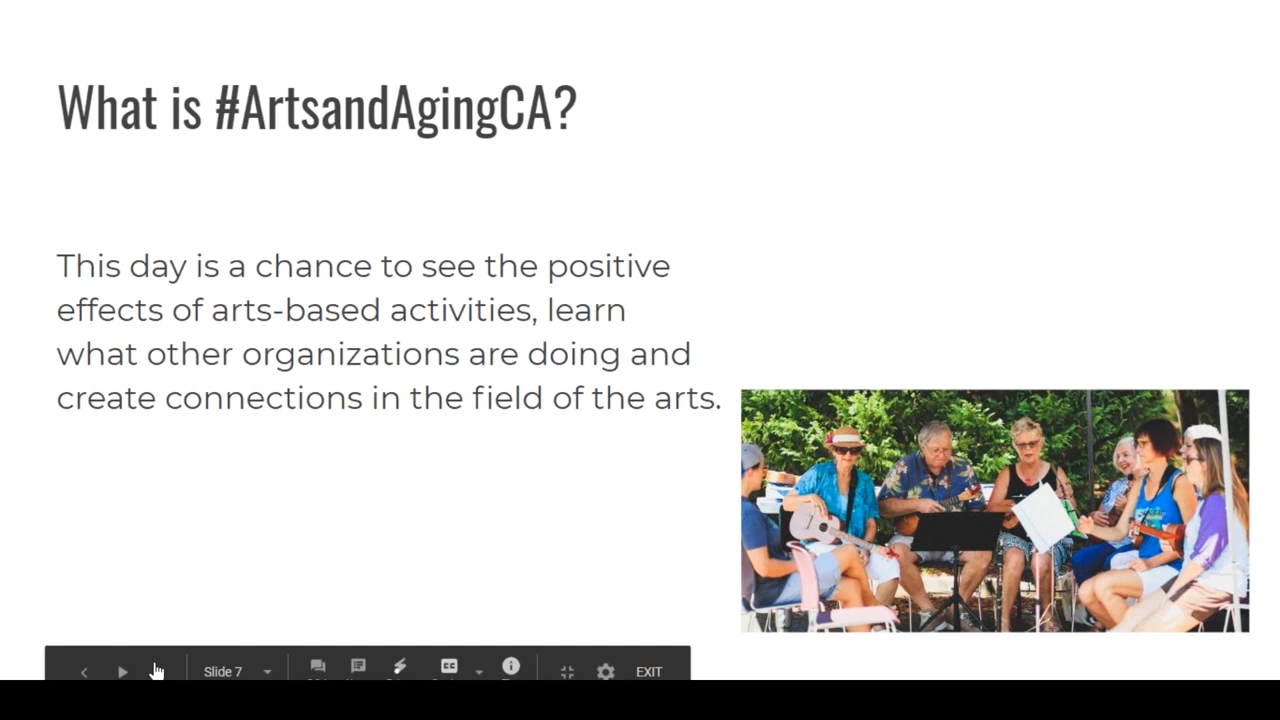 What is #ArtsandAgingCA?
This day is a chance to see the positive
effects of arts-based activities, learn
what other organizations are doing and
create connections in the field of the arts.
Slide 7
CC
EXIT